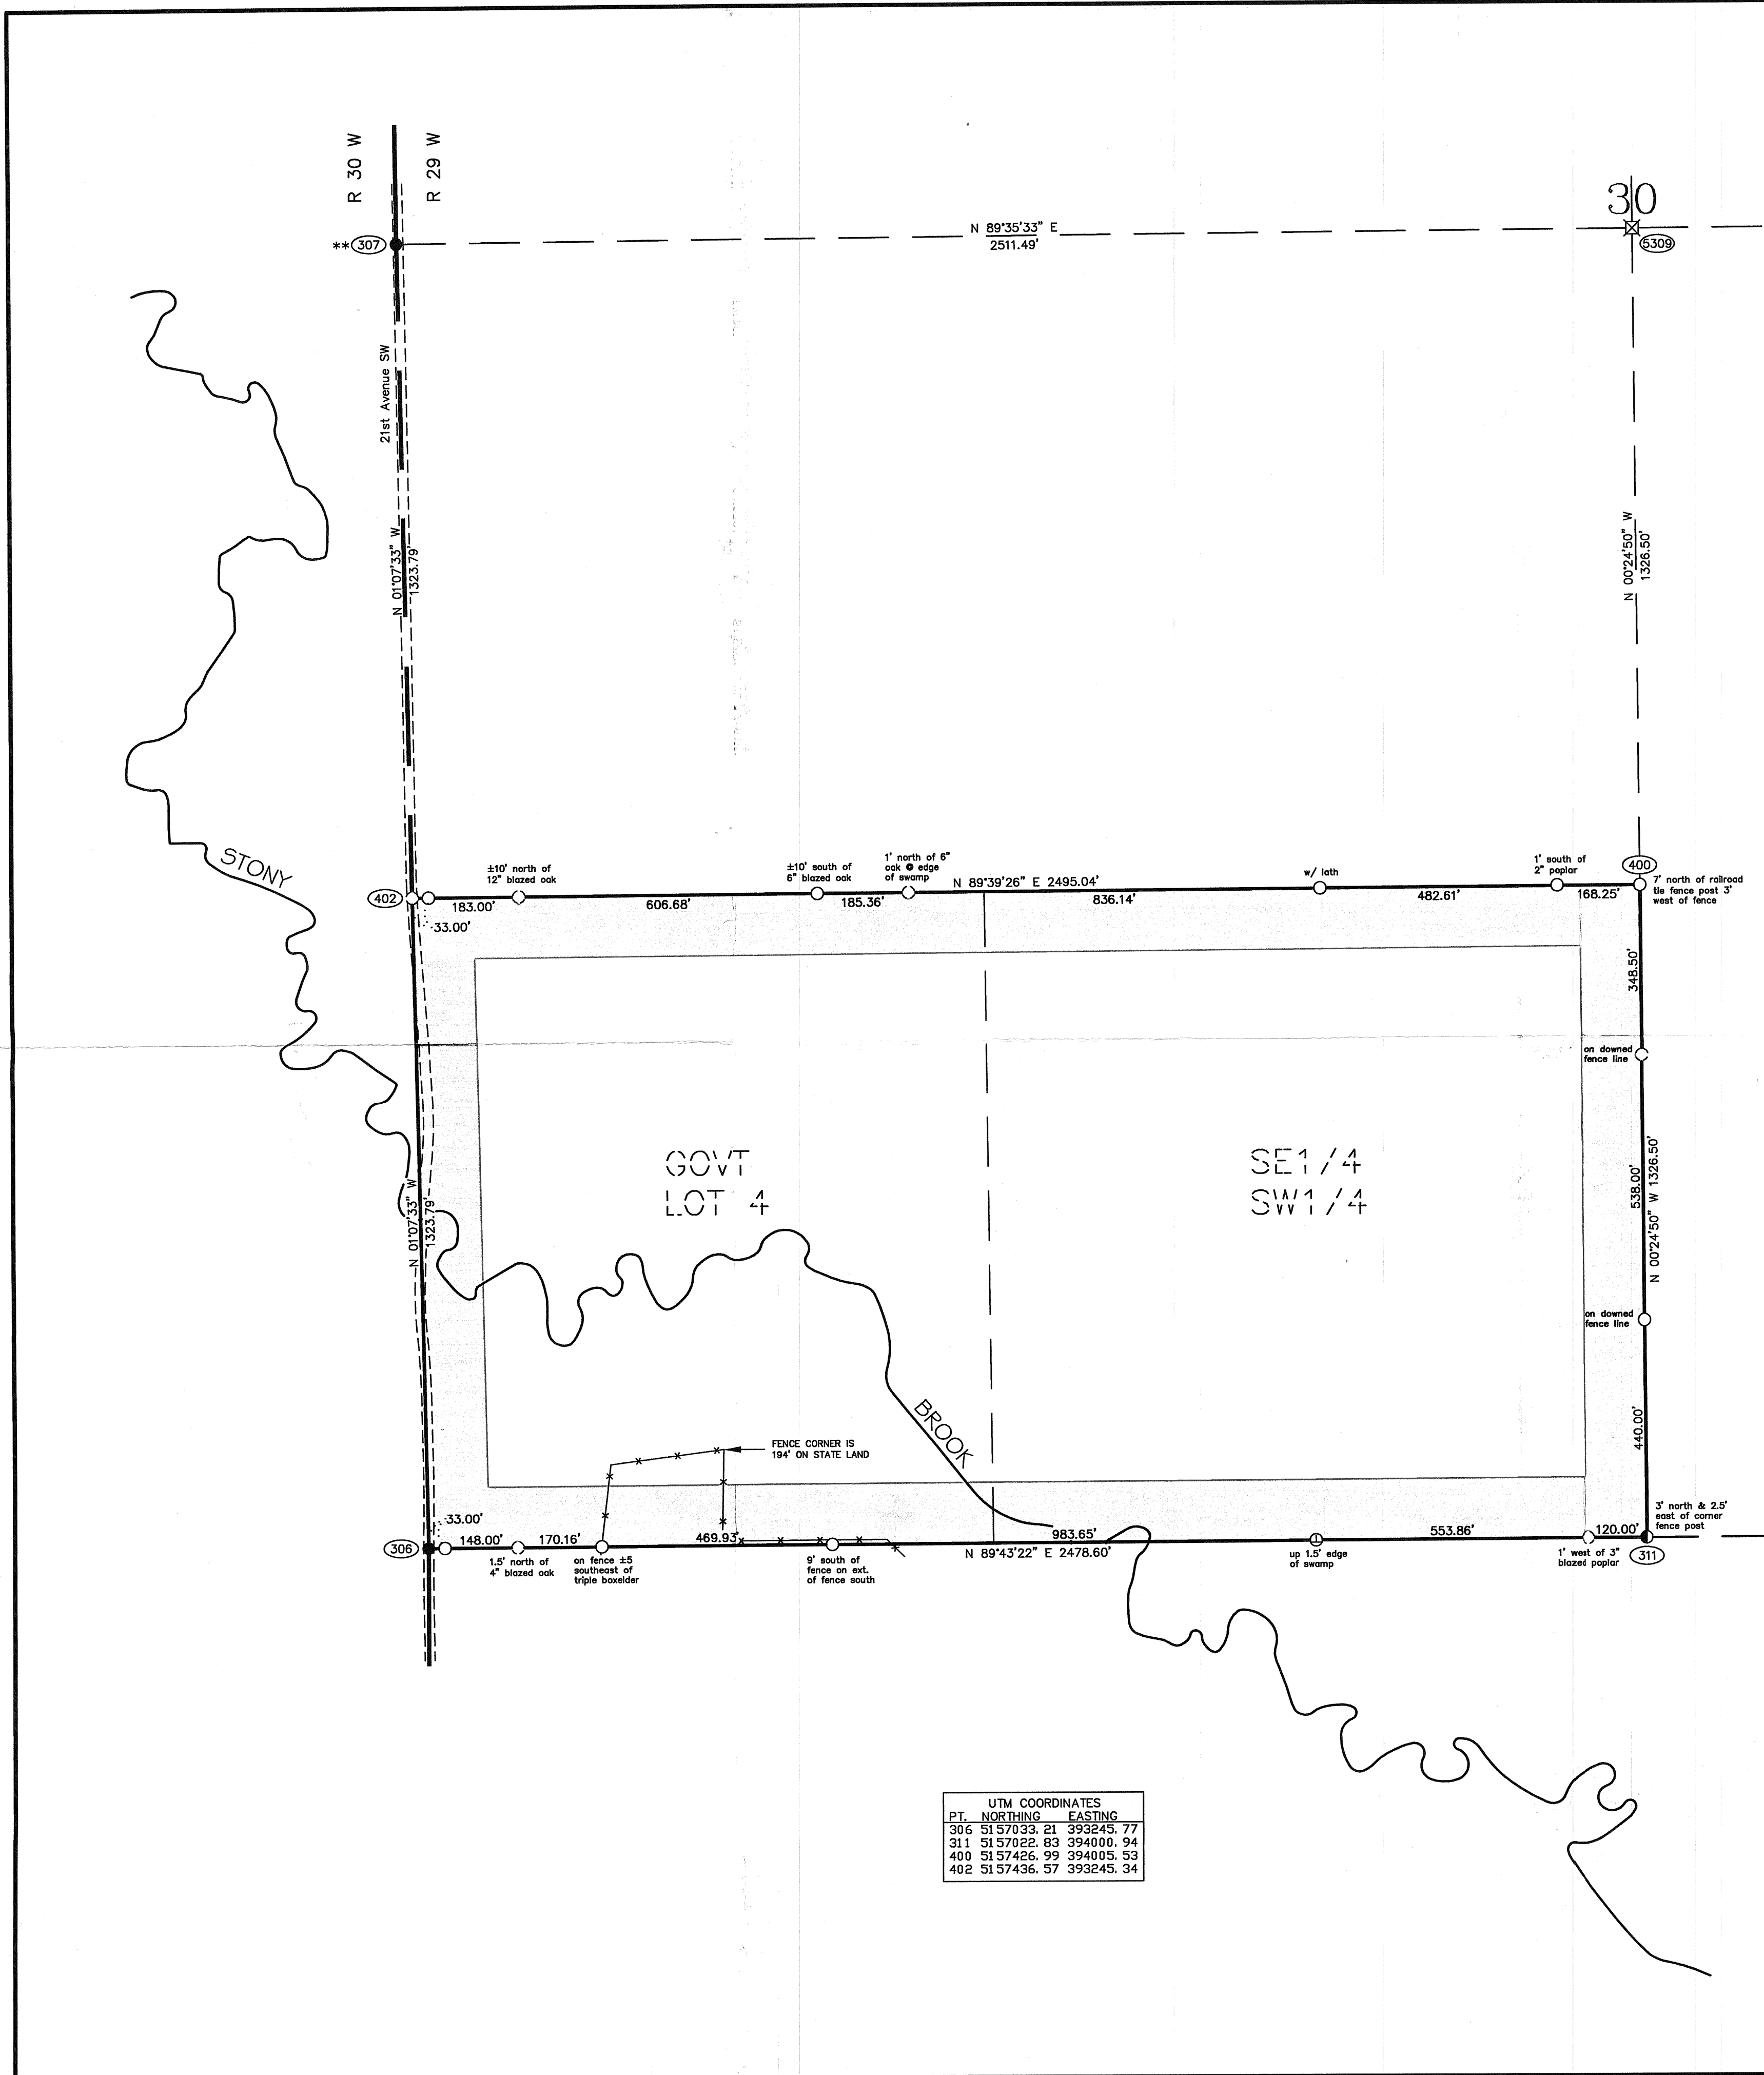 R 30 W
R 29 W
30
**307
N 89°35'33" E
2511.49'
5309
21st Avenue SW
N 01°07'33" W
1323.79'
N 00°24'50" W
1326.50'
STONY
402
±10' north of
12" blazed oak
±10' south of
6" blazed oak
1' north of 6"
oak @ edge
of swamp
N 89°39'26" E 2495.04'
w/ lath
1' south of
2" poplar
400
7' north of railroad
tie fence post 3'
west of fence
183.00'
606.68'
185.36'
836.14'
482.61'
168.25'
33.00'
348.50'
on downed
fence line
GOVT
LOT 4
SE1/4
SW1/4
N 01°07'33" W
1323.79'
538.00'
N 00°24'50" W 1326.50'
on downed
fence line
BROOK
440.00'
FENCE CORNER IS
194' ON STATE LAND
33.00'
306
148.00'
170.16'
469.93'
983.65'
553.86'
120.00'
3' north & 2.5'
east of corner
fence post
311
1.5' north of
4" blazed oak
on fence ±5
southeast of
triple boxelder
9' south of
fence on ext.
of fence south
N 89°43'22" E 2478.60'
up 1.5' edge
of swamp
1' west of 3"
blazed poplar
UTM COORDINATES
PT. NORTHING EASTING
306 5157033.21 393245.77
311 5157022.83 394000.94
400 5157426.99 394005.53
402 5157436.57 393245.34